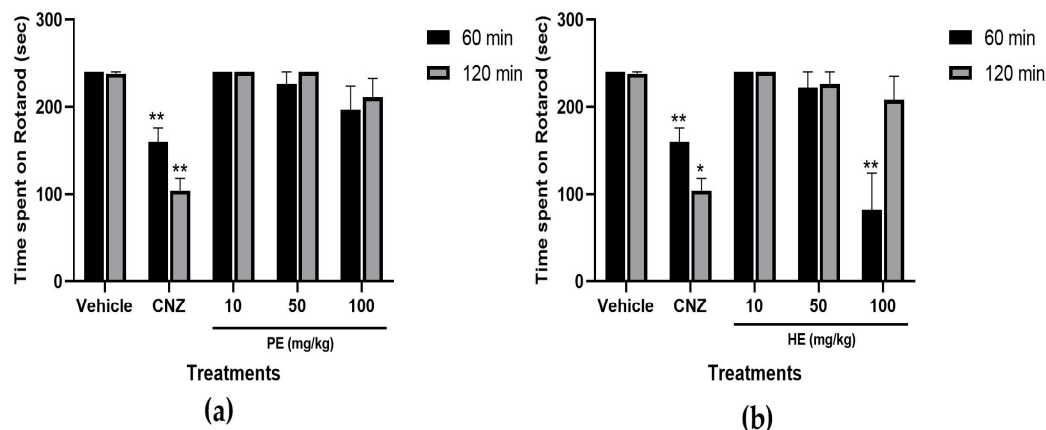 300
200
100
0
Time spent on Rotarod (sec)
**
**
Vehicle CNZ 10 50 100
PE (mg/kg)
Treatments
60 min
120 min
(a)
300
200
100
0
Time spent on Rotarod (sec)
**
*
**
Vehicle CNZ 10 50 100
HE (mg/kg)
Treatments
60 min
120 min
(b)